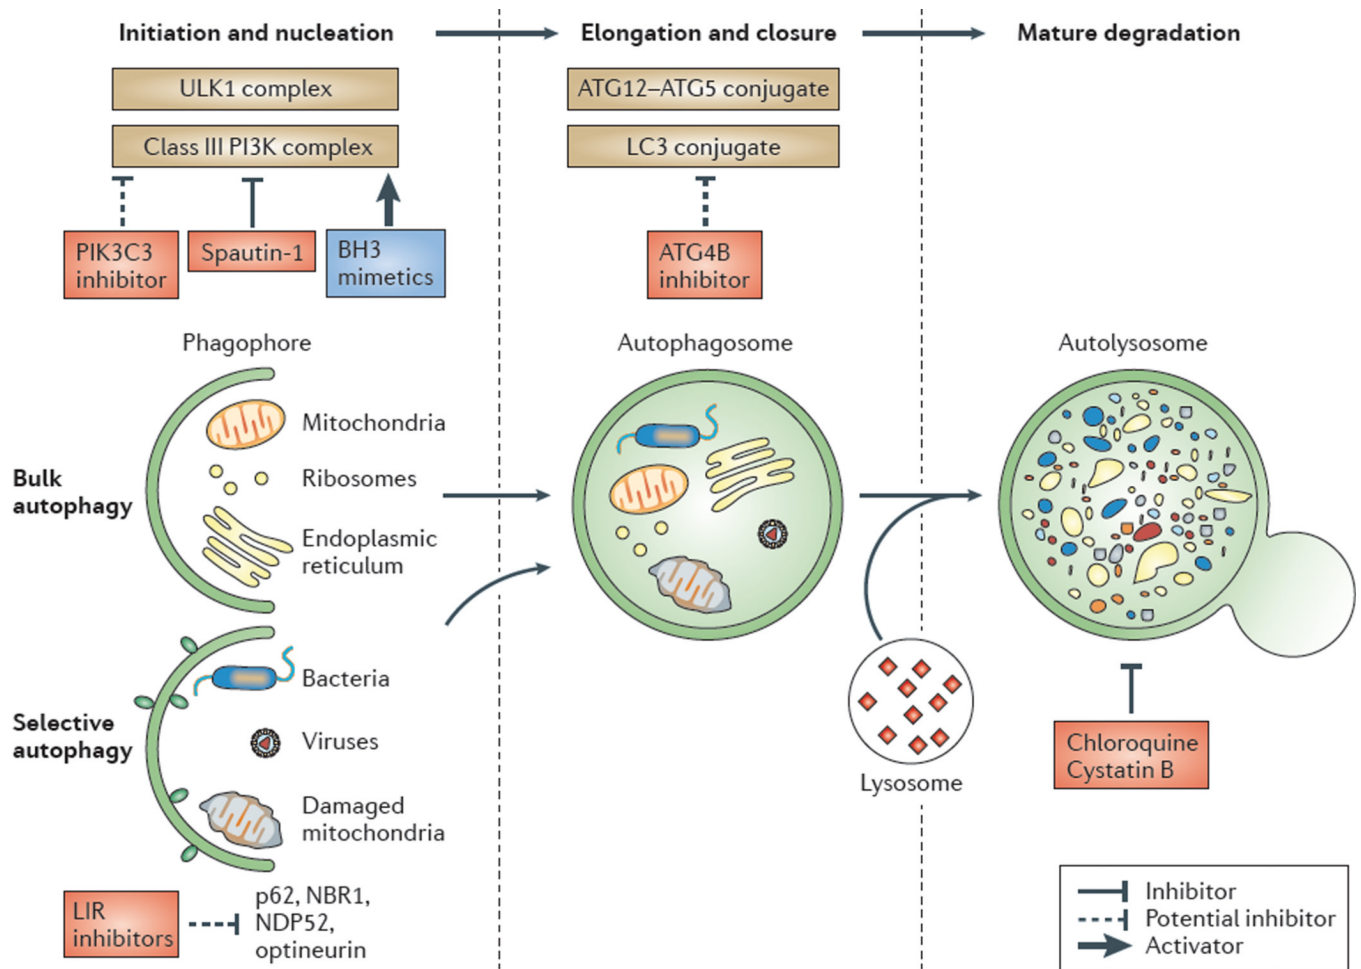 Initiation and nucleation
Elongation and closure
Mature degradation
ULK1 complex
Class III PI3K complex
ATG12–ATG5 conjugate
LC3 conjugate
PIK3C3
inhibitor
Spautin-1
BH3
mimetics
ATG4B
inhibitor
Phagophore
Autophagosome
Autolysosome
Bulk
autophagy
Mitochondria
Ribosomes
Endoplasmic
reticulum
Selective
autophagy
Bacteria
Viruses
Damaged
mitochondria
Lysosome
Chloroquine
Cystatin B
LIR
inhibitors
p62, NBR1,
NDP52,
optineurin
Inhibitor
Potential inhibitor
Activator